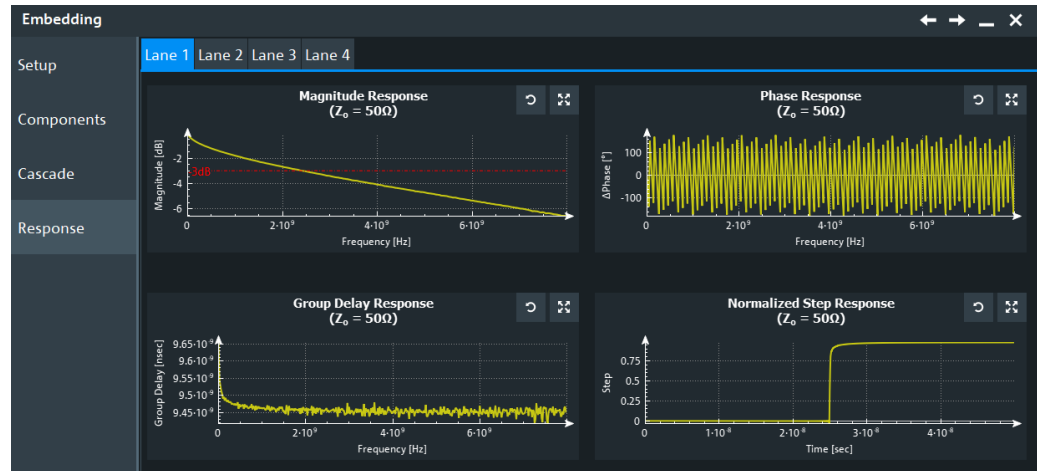 Embedding
Setup
Components
Cascade
Response
Lane 1 Lane 2 Lane 3 Lane 4
Magnitude Response
(Z₀ = 50Ω)
Magnitude [dB]
-2
-3dB
-4
-6
0 2·10⁹ 4·10⁹ 6·10⁹
Frequency [Hz]
Phase Response
(Z₀ = 50Ω)
ΔPhase [°]
100
0
-100
0 2·10⁹ 4·10⁹ 6·10⁹
Frequency [Hz]
Group Delay Response
(Z₀ = 50Ω)
Group Delay [nsec]
9.65·10⁻⁹
9.6·10⁻⁹
9.55·10⁻⁹
9.5·10⁻⁹
9.45·10⁻⁹
0 2·10⁹ 4·10⁹ 6·10⁹
Frequency [Hz]
Normalized Step Response
(Z₀ = 50Ω)
Step
0.75
0.5
0.25
0
0 1·10⁻⁸ 2·10⁻⁸ 3·10⁻⁸ 4·10⁻⁸
Time [sec]